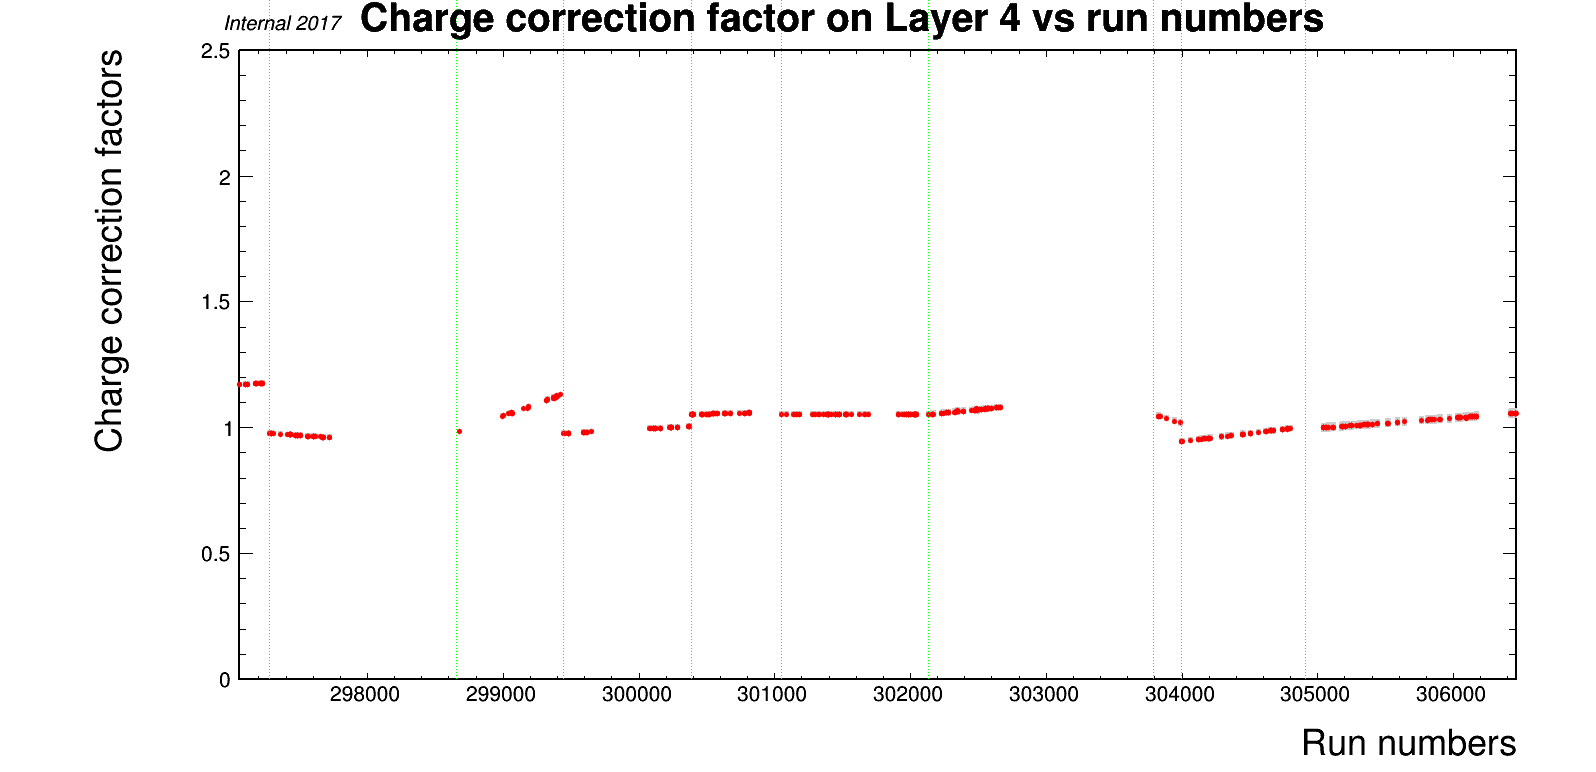 Internal 2017 Charge correction factor on Layer 4 vs run numbers
Charge correction factors
2.5
2
1.5
1
0.5
0
298000 299000 300000 301000 302000 303000 304000 305000 306000
Run numbers